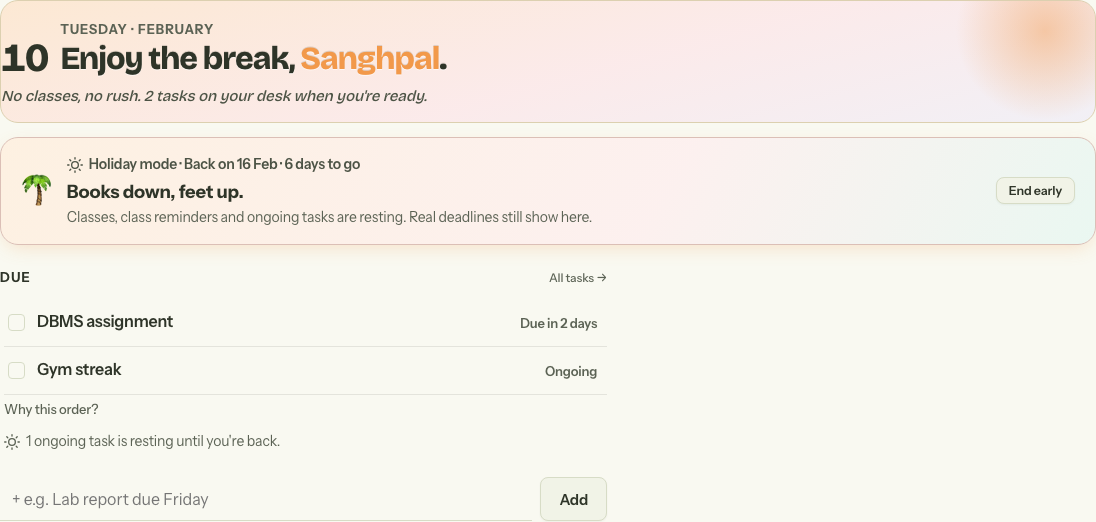 TUESDAY · FEBRUARY
10 Enjoy the break, Sanghpal.
No classes, no rush. 2 tasks on your desk when you're ready.
Holiday mode · Back on 16 Feb · 6 days to go
Books down, feet up.
Classes, class reminders and ongoing tasks are resting. Real deadlines still show here.
End early
DUE
All tasks →
DBMS assignment
Due in 2 days
Gym streak
Ongoing
Why this order?
1 ongoing task is resting until you're back.
+ e.g. Lab report due Friday
Add